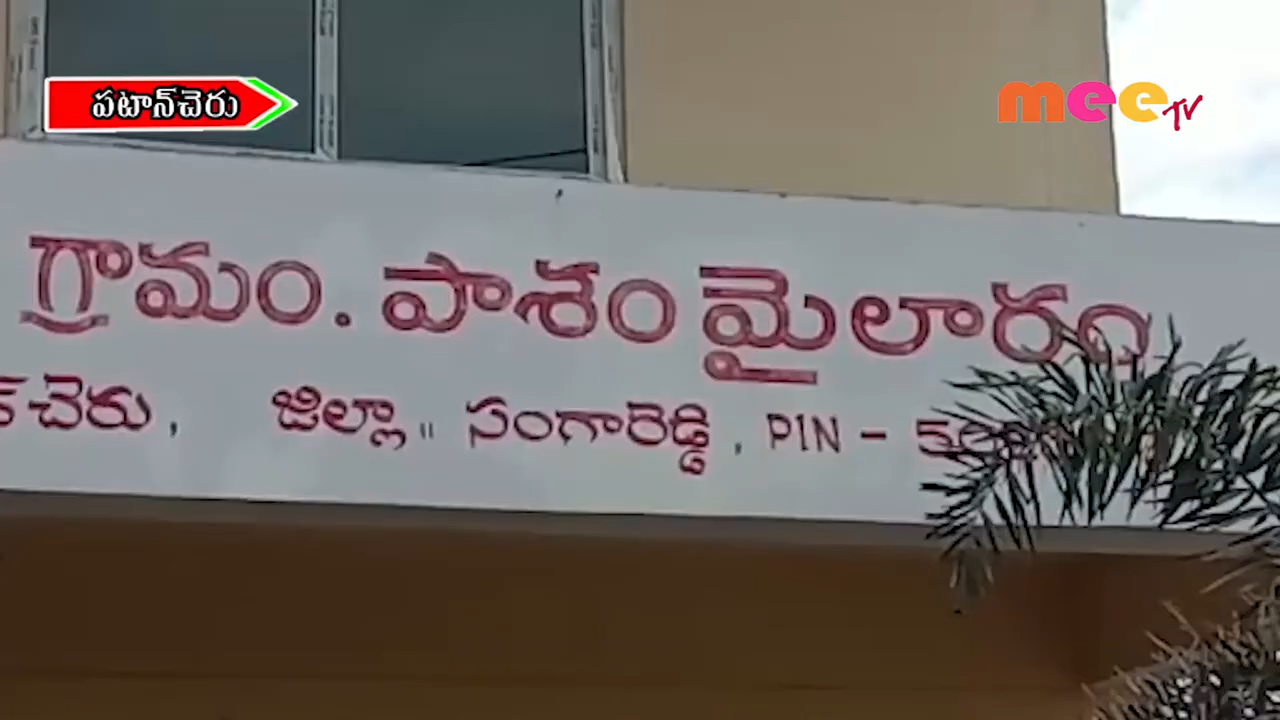 పటాన్‌చెరు
mee TV
గ్రామం. పాశం మైలారం
చెరు, జిల్లా॥ సంగారెడ్డి, PIN -